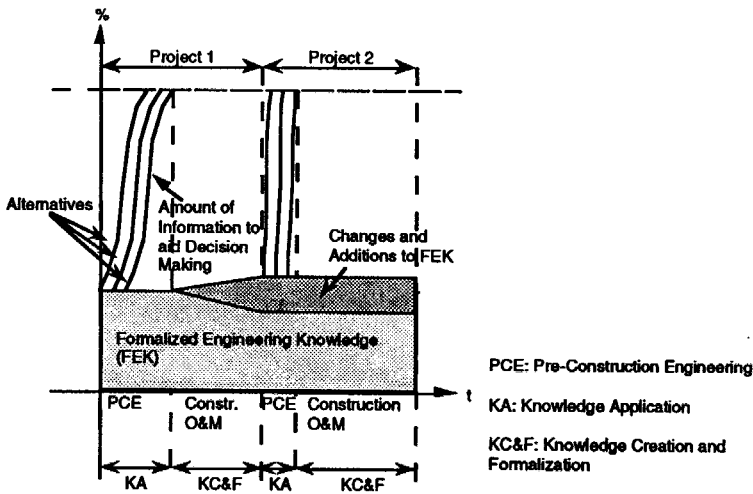 %
Project 1
Project 2
Alternatives
Amount of
Information to
aid Decision
Making
Changes and
Additions to FEK
Formalized Engineering Knowledge
(FEK)
t
PCE
Constr.
O&M
PCE
Construction
O&M
KA
KC&F
KA
KC&F
PCE: Pre-Construction Engineering
KA: Knowledge Application
KC&F: Knowledge Creation and
Formalization